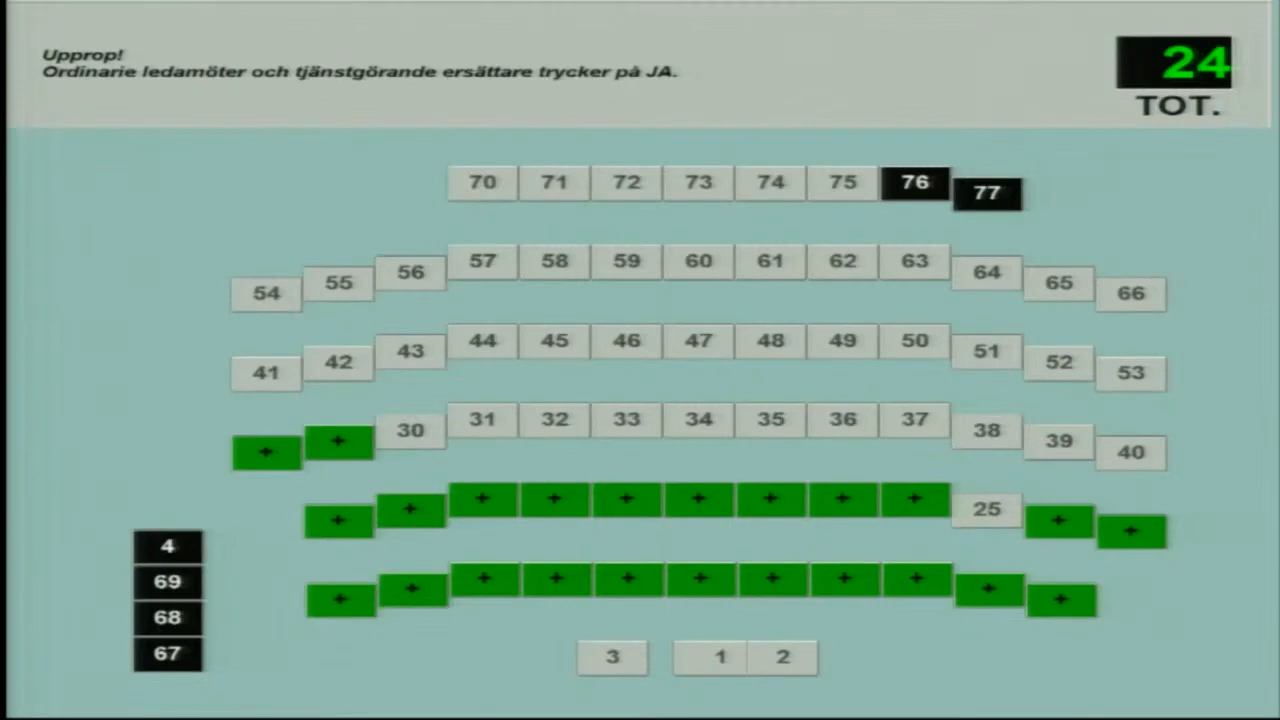 Upprop!
Ordinarie ledamöter och tjänstgörande ersättare trycker på JA.
24
TOT.
70 71 72 73 74 75 76 77
54 55 56 57 58 59 60 61 62 63 64 65 66
41 42 43 44 45 46 47 48 49 50 51 52 53
+ + 30 31 32 33 34 35 36 37 38 39 40
+ + + + + + + + + 25 + +
4
69
+ + + + + + + + + + +
68
67
3 1 2